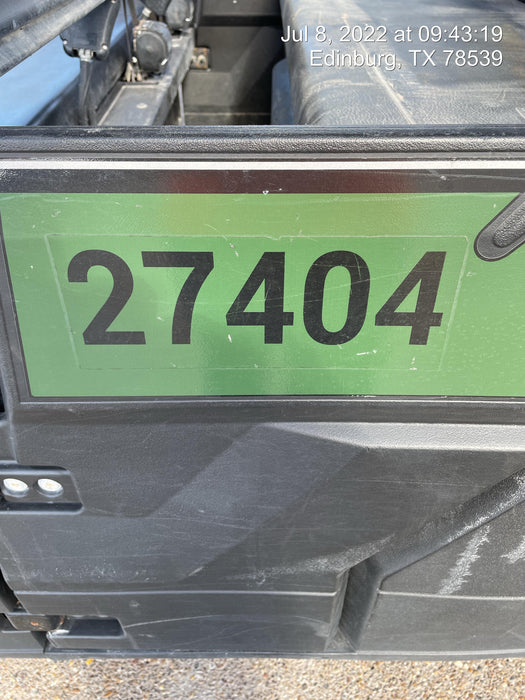 Jul 8, 2022 at 09:43:19
Edinburg, TX 78539
27404